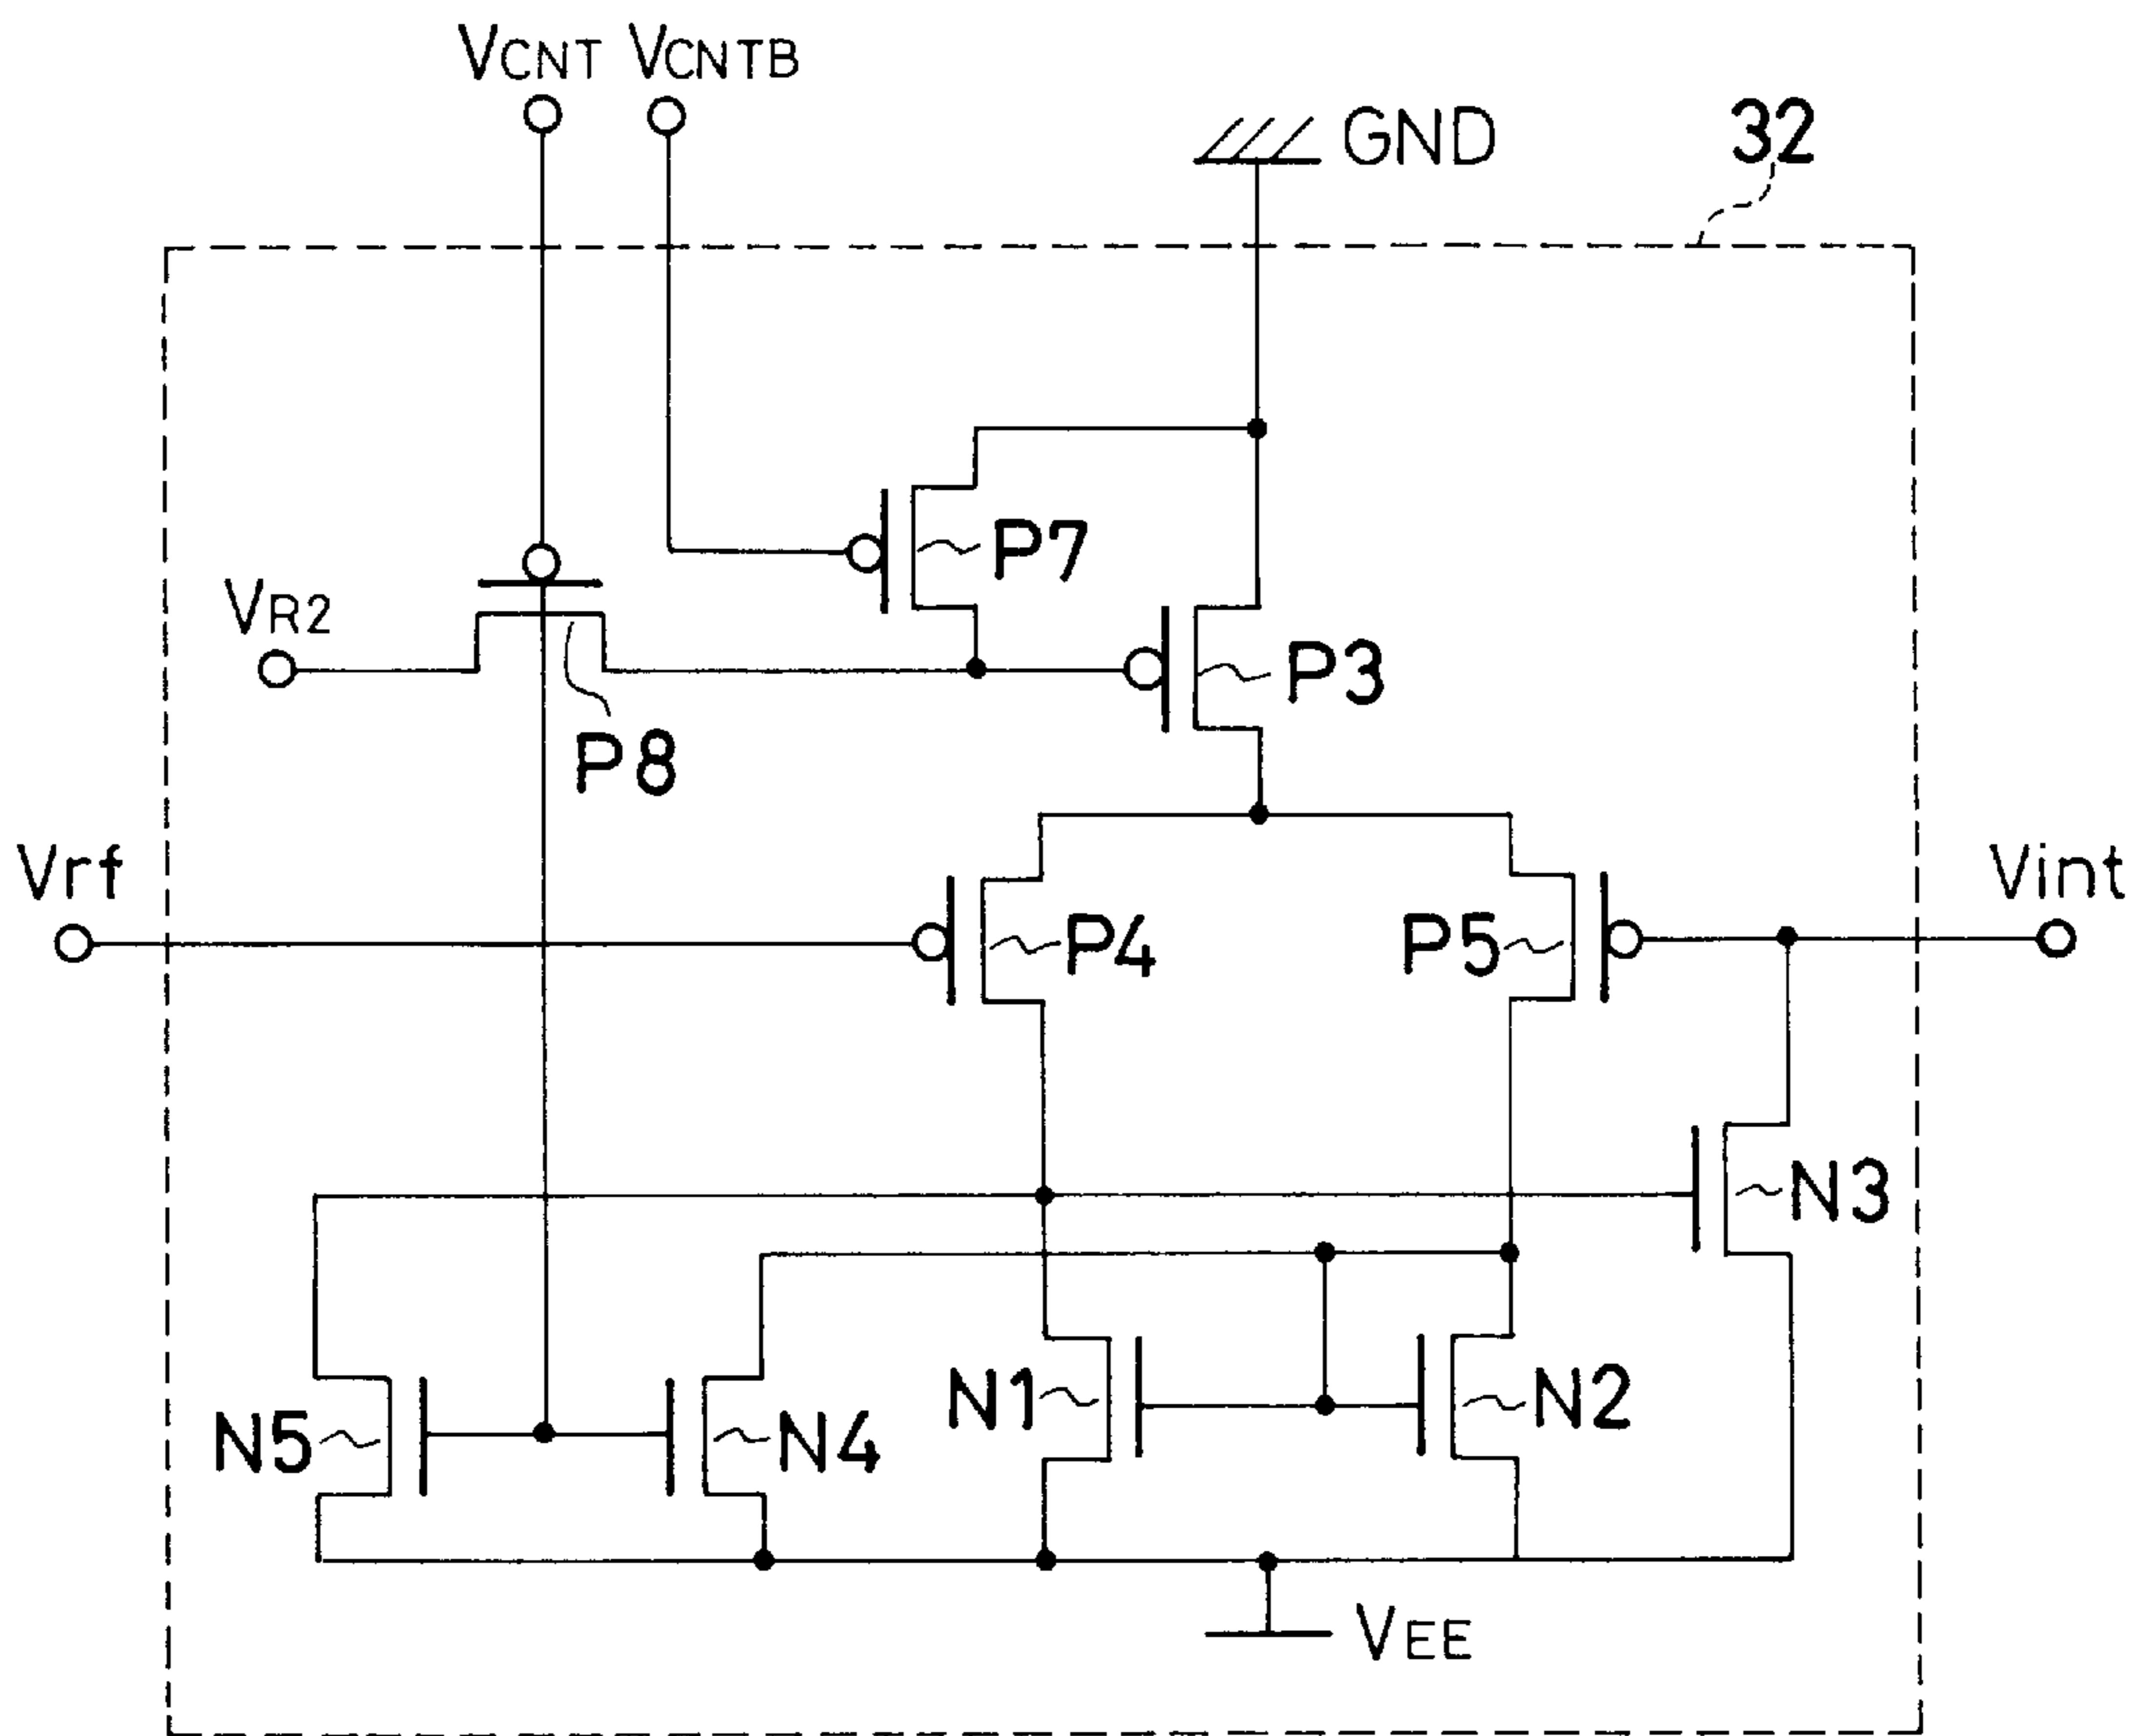 VCNT VCNTB
GND
32
P7
VR2
P3
P8
Vrf
P4
P5
Vint
N3
N1
N2
N5
N4
VEE